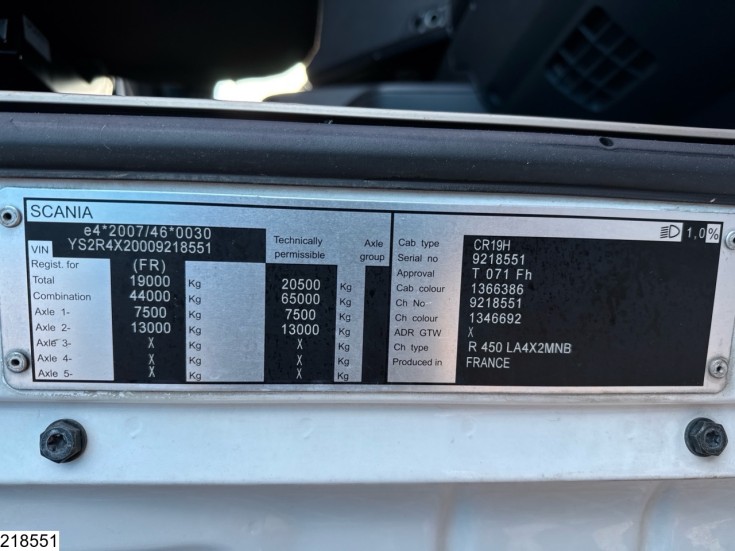 SCANIA
e4*2007/46*0030
VIN YS2R4X20009218551
Technically permissible
Axle group
Regist. for (FR)
Total 19000 Kg 20500 Kg
Combination 44000 Kg 65000 Kg
Axle 1- 7500 Kg 7500 Kg
Axle 2- 13000 Kg 13000 Kg
Axle 3- X Kg X Kg
Axle 4- X Kg X Kg
Axle 5- X Kg X Kg
1,0%
Cab type CR19H
Serial no 9218551
Approval T 071 Fh
Cab colour 1366386
Ch No 9218551
Ch colour 1346692
ADR GTW X
Ch type R 450 LA4X2MNB
Produced in FRANCE
218551